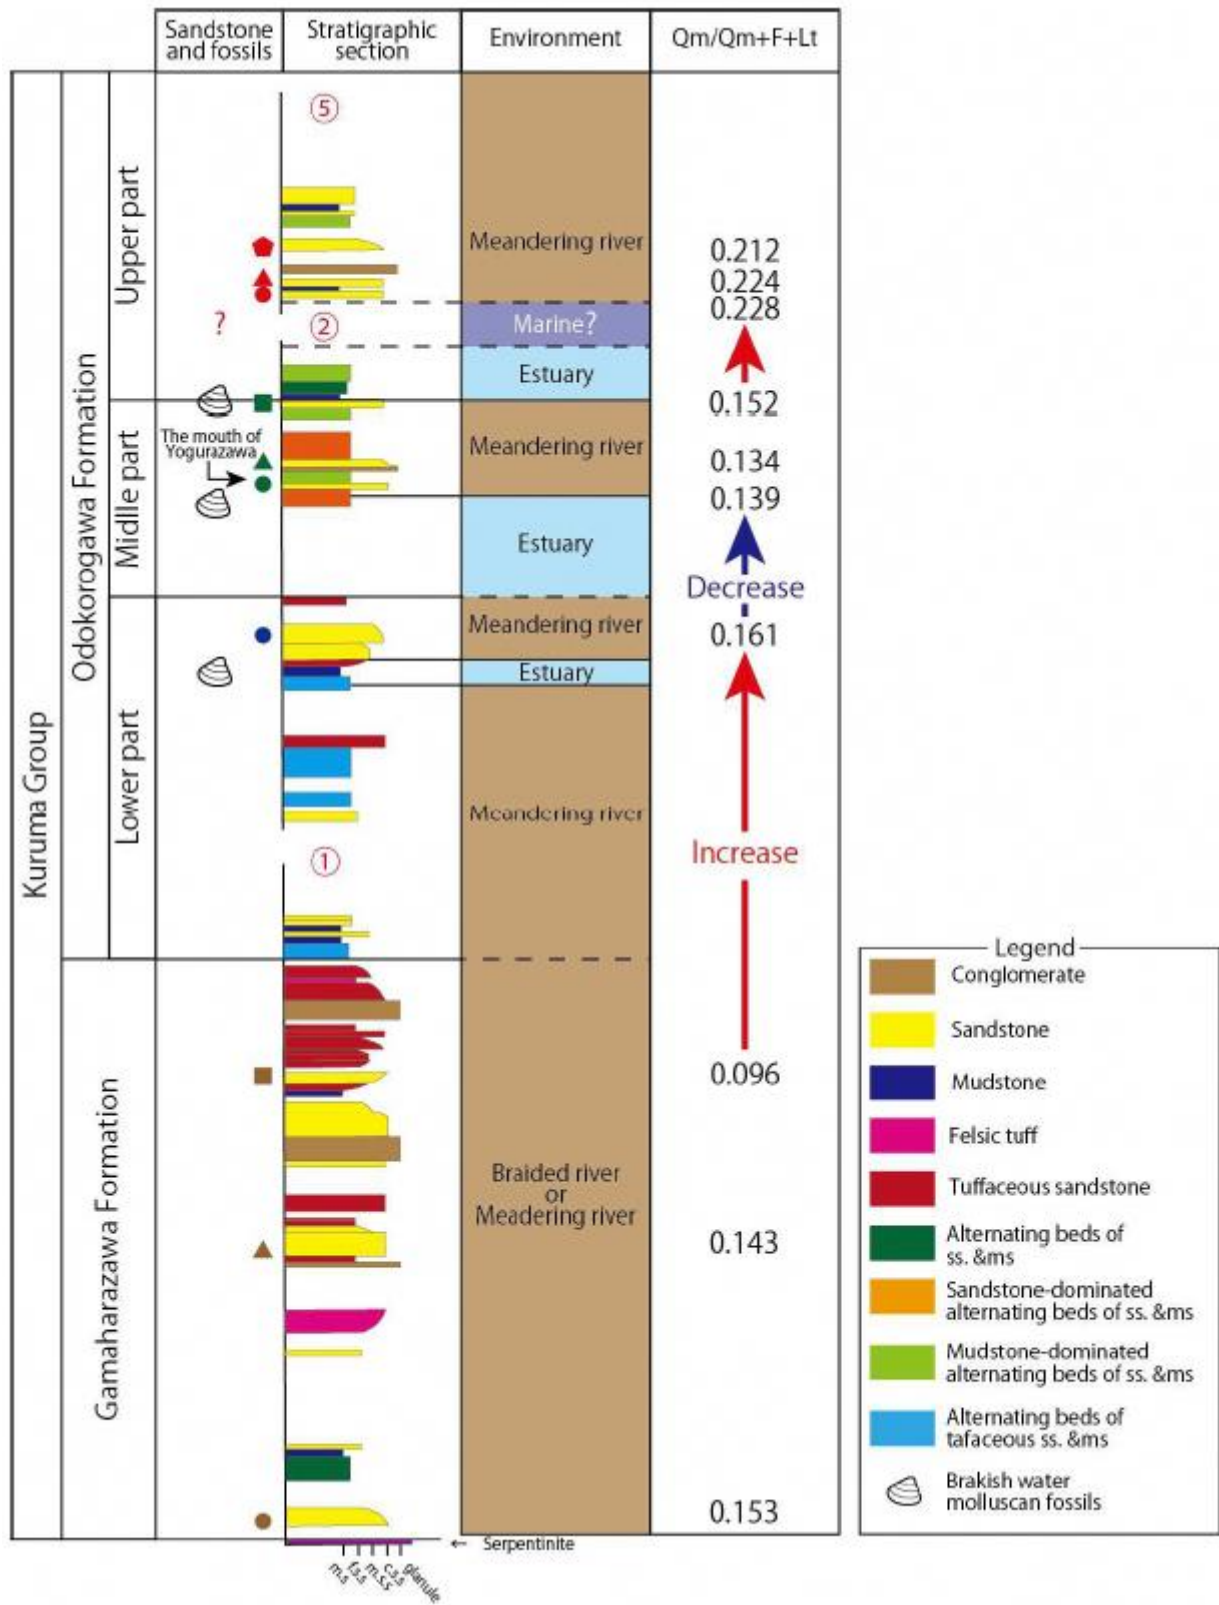 Sandstone
and fossils
Stratigraphic
section
Environment
Qm/Qm+F+Lt
Kuruma Group
Odokorogawa Formation
Upper part
Midlle part
Lower part
Gamaharazawa Formation
⑤
Meandering river
0.212
0.224
0.228
?
②
Marine?
Estuary
0.152
The mouth of
Yogurazawa
Meandering river
0.134
0.139
Estuary
Decrease
Meandering river
0.161
Estuary
Meandering river
①
Increase
0.096
Braided river
or
Meadering river
0.143
0.153
← Serpentinite
m.s
f.s.s
m.s.s
c.s.s
glanule
Legend
Conglomerate
Sandstone
Mudstone
Felsic tuff
Tuffaceous sandstone
Alternating beds of
ss. &ms
Sandstone-dominated
alternating beds of ss. &ms
Mudstone-dominated
alternating beds of ss. &ms
Alternating beds of
tafaceous ss. &ms
Brakish water
molluscan fossils